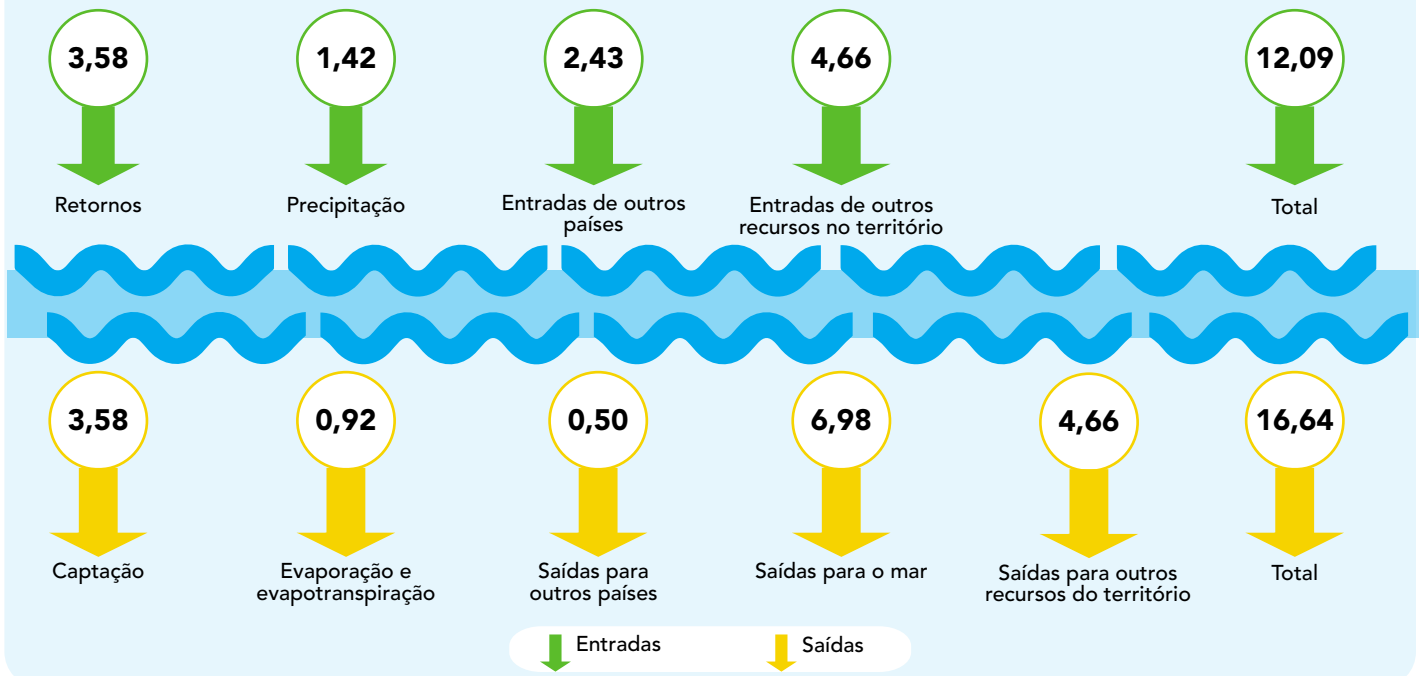 3,58
1,42
2,43
4,66
12,09
Retornos
Precipitação
Entradas de outros
países
Entradas de outros
recursos no território
Total
3,58
0,92
0,50
6,98
4,66
16,64
Captação
Evaporação e
evapotranspiração
Saídas para
outros países
Saídas para o mar
Saídas para outros
recursos do território
Total
Entradas
Saídas